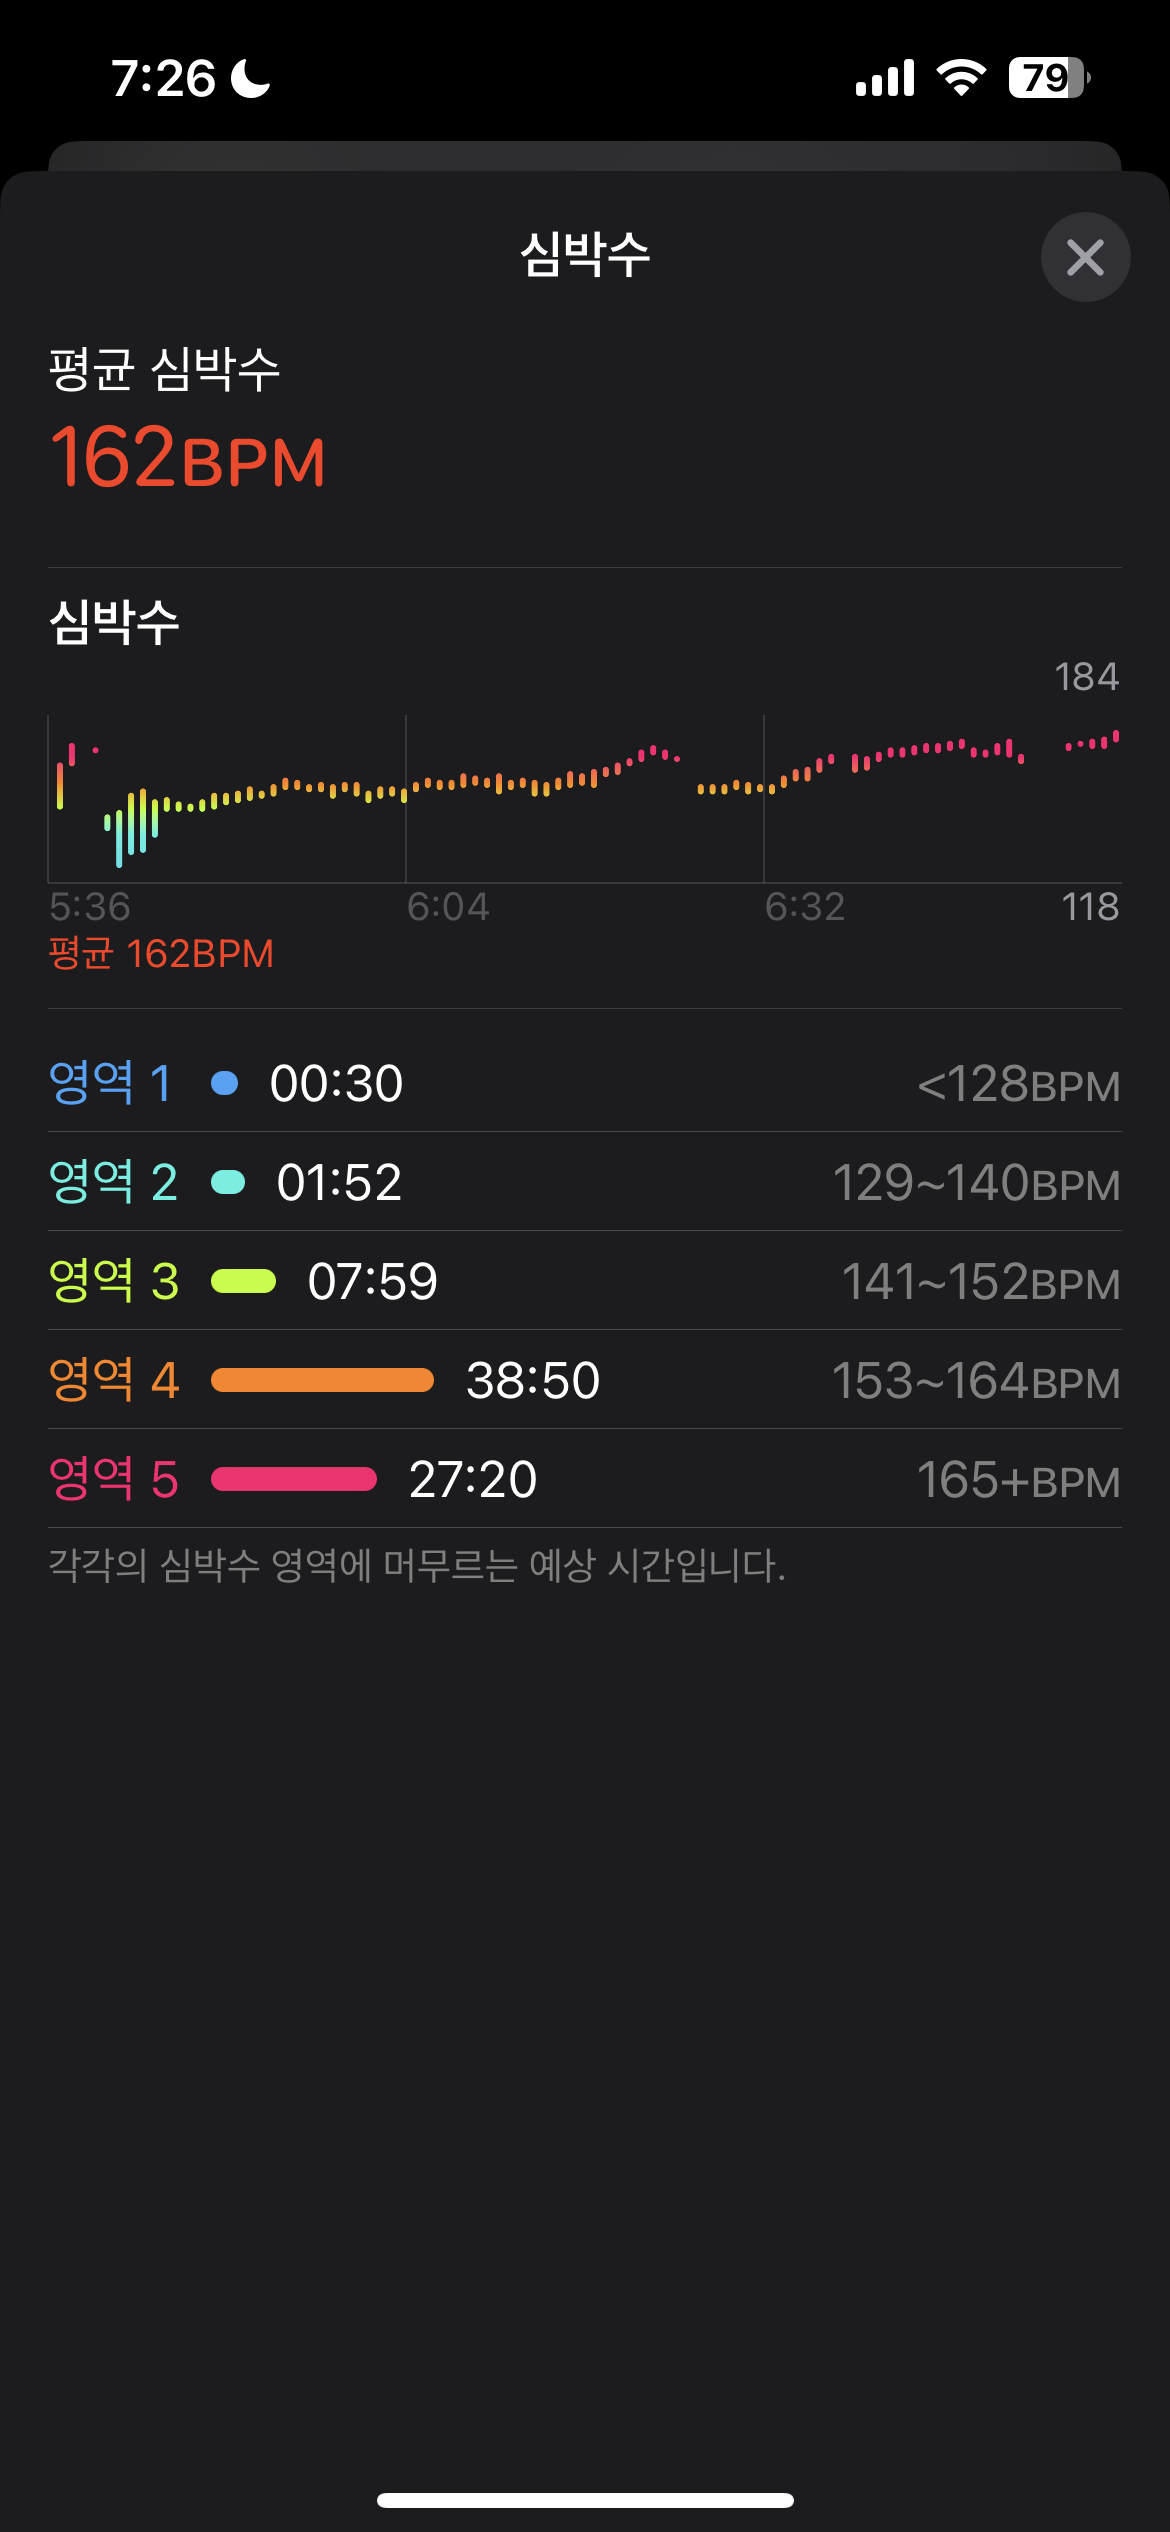 7:26
79
심박수
평균 심박수
162BPM
심박수
184
5:36 6:04 6:32 118
평균 162BPM
영역 1 00:30 <128BPM
영역 2 01:52 129~140BPM
영역 3 07:59 141~152BPM
영역 4 38:50 153~164BPM
영역 5 27:20 165+BPM
각각의 심박수 영역에 머무르는 예상 시간입니다.